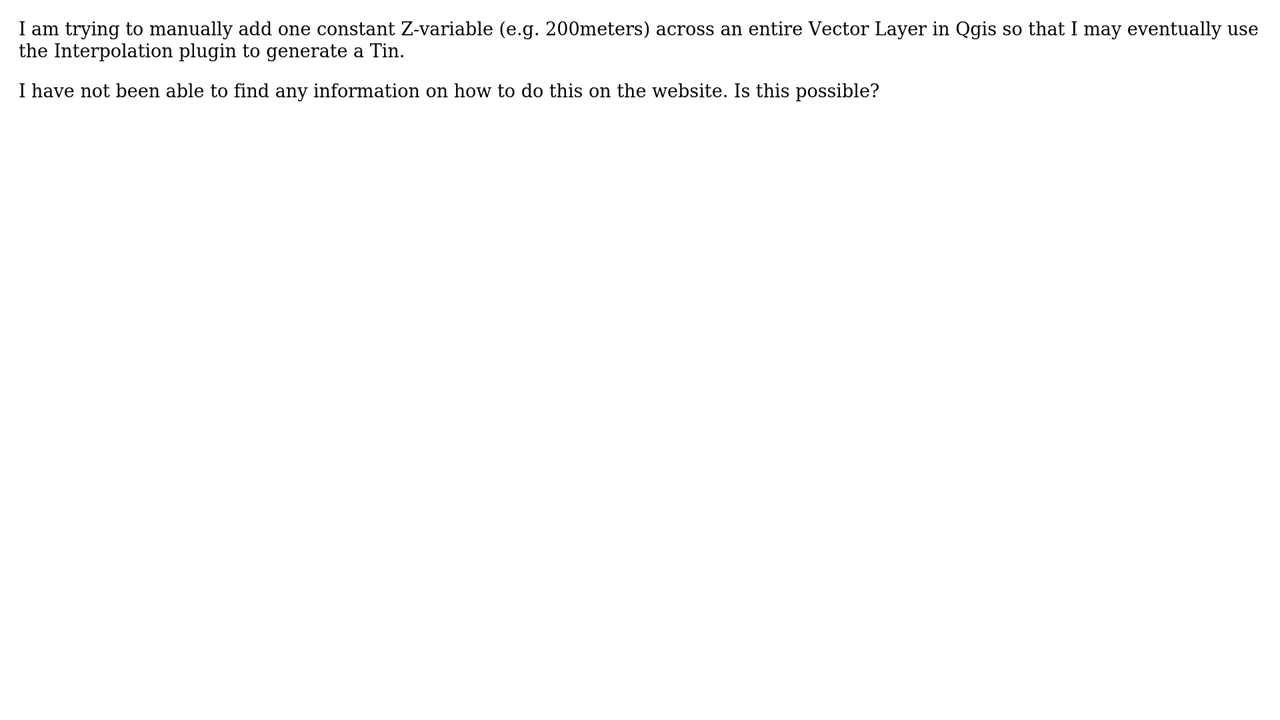 I am trying to manually add one constant Z-variable (e.g. 200meters) across an entire Vector Layer in Qgis so that I may eventually use
the Interpolation plugin to generate a Tin.
I have not been able to find any information on how to do this on the website. Is this possible?